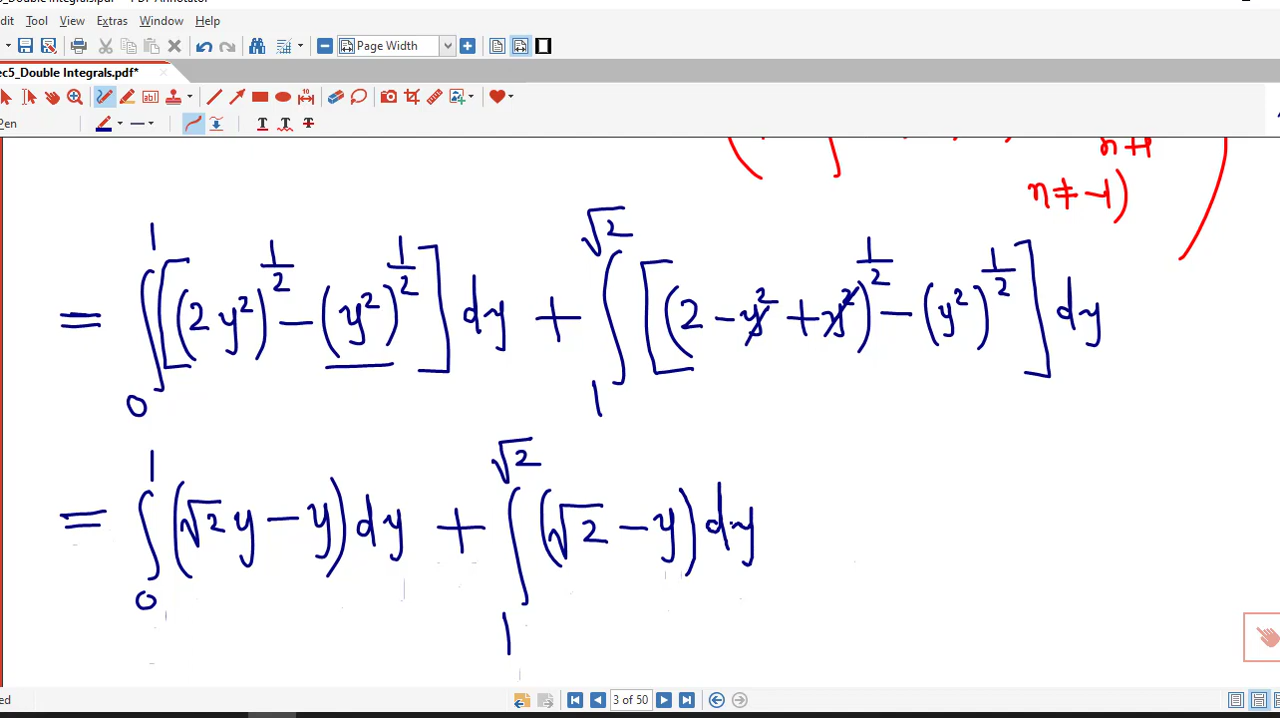 dit Tool View Extras Window Help
Page Width
ec5_Double Integrals.pdf*
Pen
n+1
n ≠ -1)
= ∫₀¹ [(2y²)^{1/2} - (y²)^{1/2}] dy + ∫₁^{√2} [(2 - y² + y²)^{1/2} - (y²)^{1/2}] dy
= ∫₀¹ (√2 y - y) dy + ∫₁^{√2} (√2 - y) dy
3 of 50